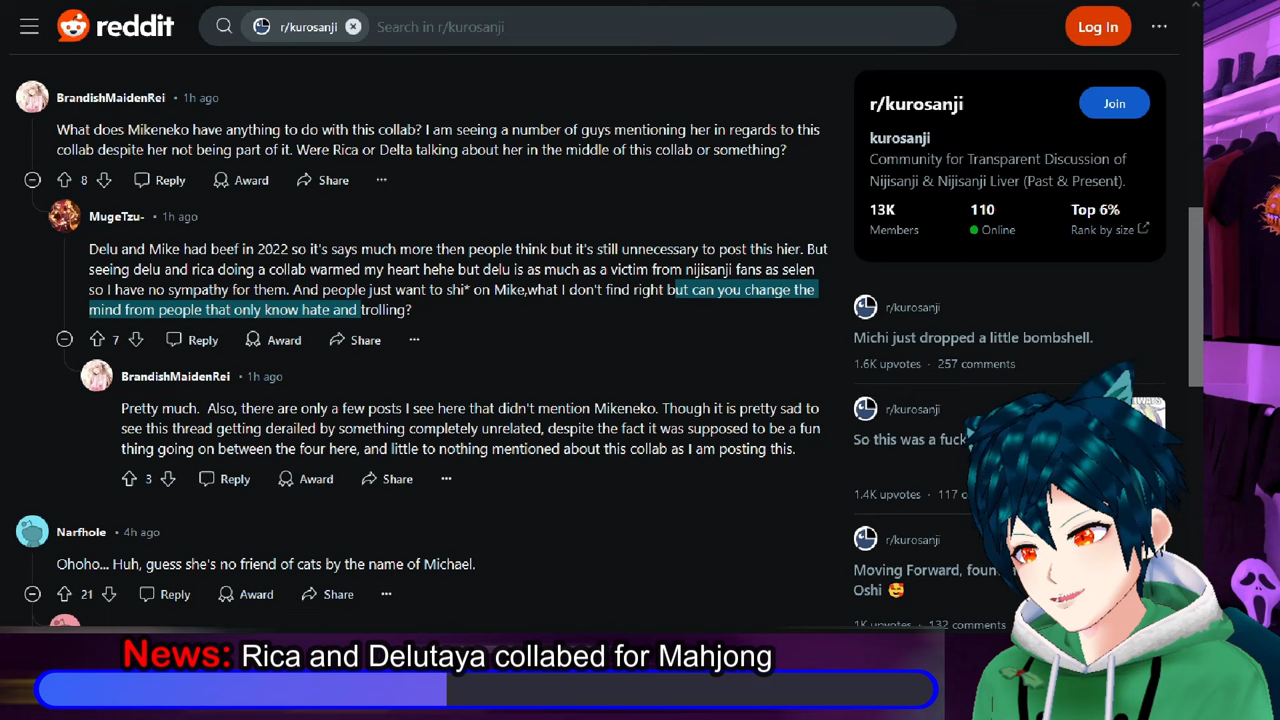 reddit
r/kurosanji
Search in r/kurosanji
Log In
BrandishMaidenRei • 1h ago
What does Mikeneko have anything to do with this collab? I am seeing a number of guys mentioning her in regards to this
collab despite her not being part of it. Were Rica or Delta talking about her in the middle of this collab or something?
8 Reply Award Share
MugeTzu- • 1h ago
Delu and Mike had beef in 2022 so it's says much more then people think but it's still unnecessary to post this hier. But
seeing delu and rica doing a collab warmed my heart hehe but delu is as much as a victim from nijisanji fans as selen
so I have no sympathy for them. And people just want to shi* on Mike,what I don't find right but can you change the
mind from people that only know hate and trolling?
7 Reply Award Share
BrandishMaidenRei • 1h ago
Pretty much. Also, there are only a few posts I see here that didn't mention Mikeneko. Though it is pretty sad to
see this thread getting derailed by something completely unrelated, despite the fact it was supposed to be a fun
thing going on between the four here, and little to nothing mentioned about this collab as I am posting this.
3 Reply Award Share
Narfhole • 4h ago
Ohoho... Huh, guess she's no friend of cats by the name of Michael.
21 Reply Award Share
r/kurosanji
Join
kurosanji
Community for Transparent Discussion of
Nijisanji & Nijisanji Liver (Past & Present).
13K 110 Top 6%
Members Online Rank by size
r/kurosanji
Michi just dropped a little bombshell.
1.6K upvotes • 257 comments
r/kurosanji
So this was a fuck
1.4K upvotes • 117
r/kurosanji
Moving Forward,
Oshi 🥰
1K upvotes • 132 comments
News: Rica and Delutaya collabed for Mahjong